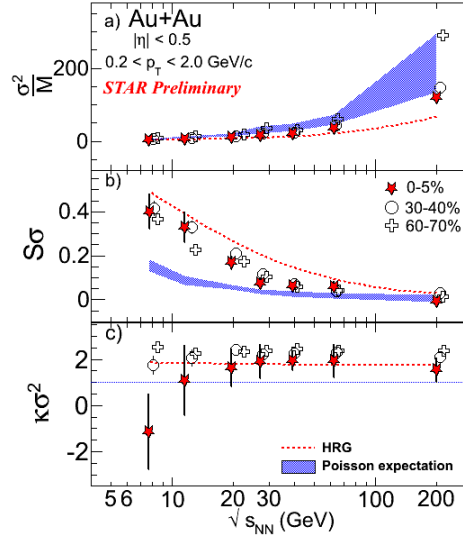 a) Au+Au
|η| < 0.5
0.2 < p_T < 2.0 GeV/c
STAR Preliminary
σ²/M
200
0
b)
0-5%
30-40%
60-70%
Sσ
0.4
0.2
0
c)
κσ²
2
0
-2
HRG
Poisson expectation
5 6 10 20 30 100 200
√s_NN (GeV)